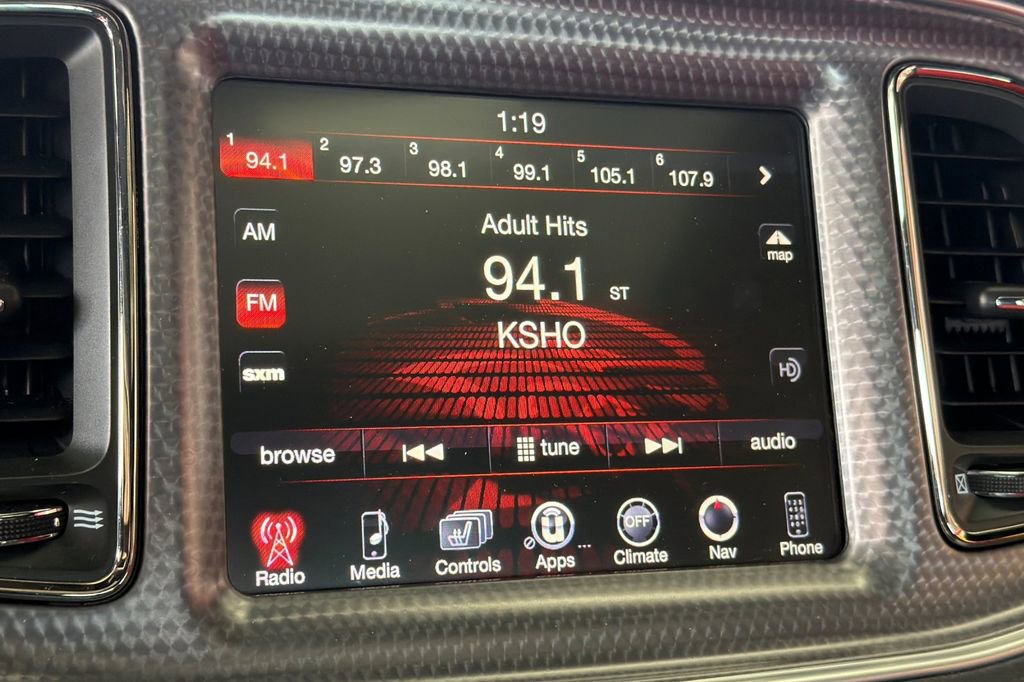 1:19
1 94.1 2 97.3 3 98.1 4 99.1 5 105.1 6 107.9
AM
Adult Hits
map
FM
94.1 ST
KSHO
sxm
HD
browse tune audio
OFF
Radio Media Controls Apps ... Climate Nav Phone